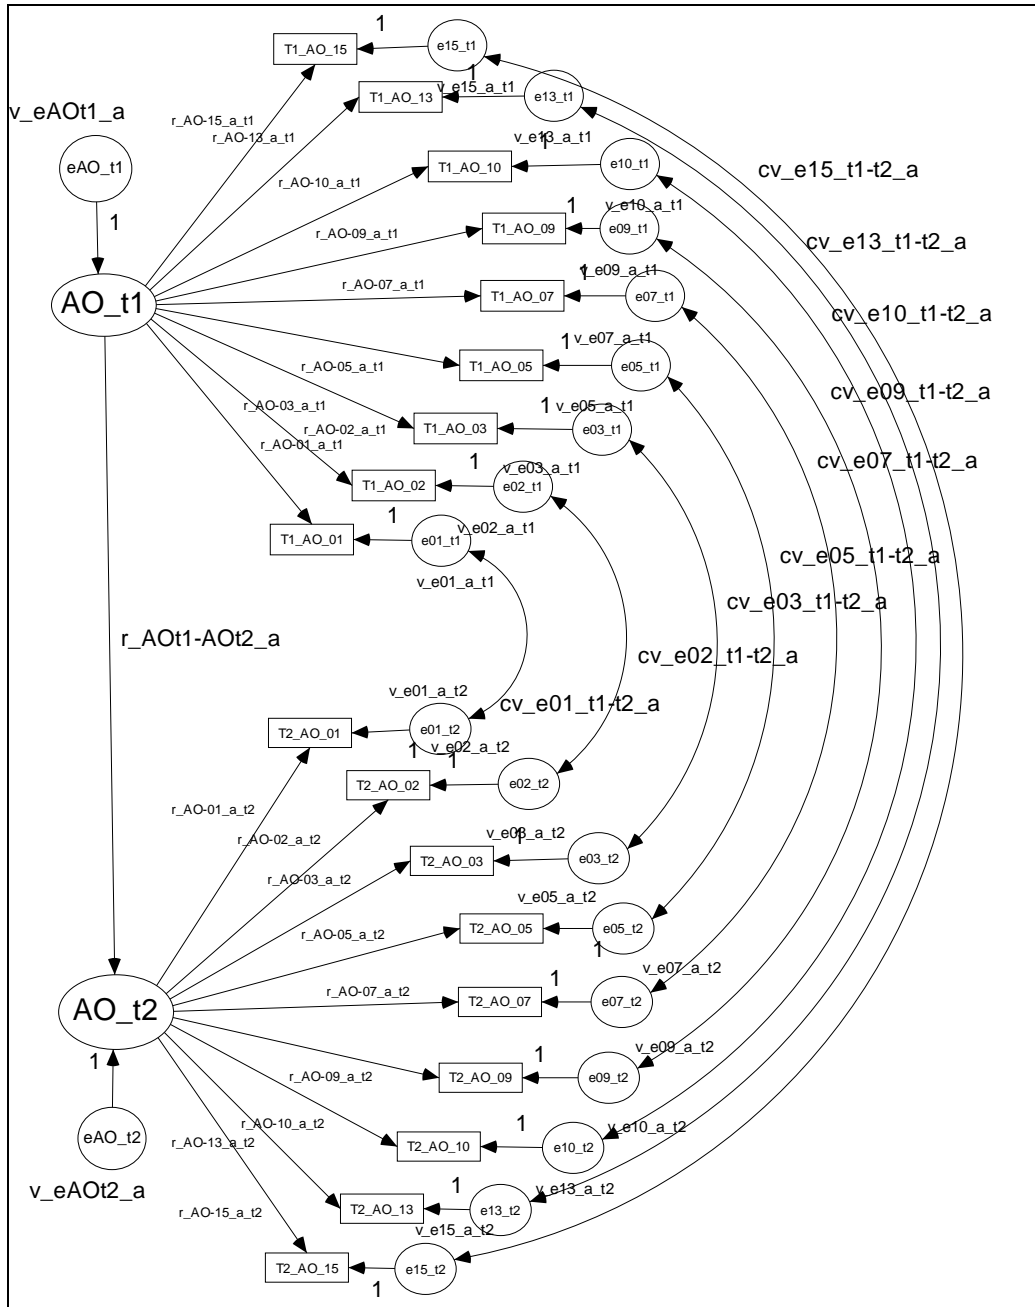 1
T1_AO_15
e15_t1
1
v_e15_a_t1
T1_AO_13
e13_t1
v_eAOt1_a
r_AO-15_a_t1
r_AO-13_a_t1
1
v_e13_a_t1
eAO_t1
T1_AO_10
e10_t1
cv_e15_t1-t2_a
r_AO-10_a_t1
1
1
v_e10_a_t1
r_AO-09_a_t1
T1_AO_09
e09_t1
cv_e13_t1-t2_a
1
v_e09_a_t1
r_AO-07_a_t1
T1_AO_07
e07_t1
AO_t1
cv_e10_t1-t2_a
1
v_e07_a_t1
r_AO-05_a_t1
T1_AO_05
e05_t1
cv_e09_t1-t2_a
r_AO-03_a_t1
1
v_e05_a_t1
r_AO-02_a_t1
T1_AO_03
e03_t1
r_AO-01_a_t1
cv_e07_t1-t2_a
1
v_e03_a_t1
T1_AO_02
e02_t1
1
v_e02_a_t1
T1_AO_01
e01_t1
cv_e05_t1-t2_a
v_e01_a_t1
cv_e03_t1-t2_a
r_AOt1-AOt2_a
cv_e02_t1-t2_a
v_e01_a_t2
cv_e01_t1-t2_a
T2_AO_01
e01_t2
1
v_e02_a_t2
1
T2_AO_02
e02_t2
r_AO-01_a_t2
r_AO-02_a_t2
v_e03_a_t2
1
T2_AO_03
e03_t2
r_AO-03_a_t2
v_e05_a_t2
r_AO-05_a_t2
T2_AO_05
e05_t2
1
v_e07_a_t2
1
r_AO-07_a_t2
T2_AO_07
e07_t2
AO_t2
1
v_e09_a_t2
1
r_AO-09_a_t2
T2_AO_09
e09_t2
r_AO-10_a_t2
1
v_e10_a_t2
eAO_t2
r_AO-13_a_t2
T2_AO_10
e10_t2
v_eAOt2_a
1
v_e13_a_t2
r_AO-15_a_t2
T2_AO_13
e13_t2
v_e15_a_t2
T2_AO_15
e15_t2
1